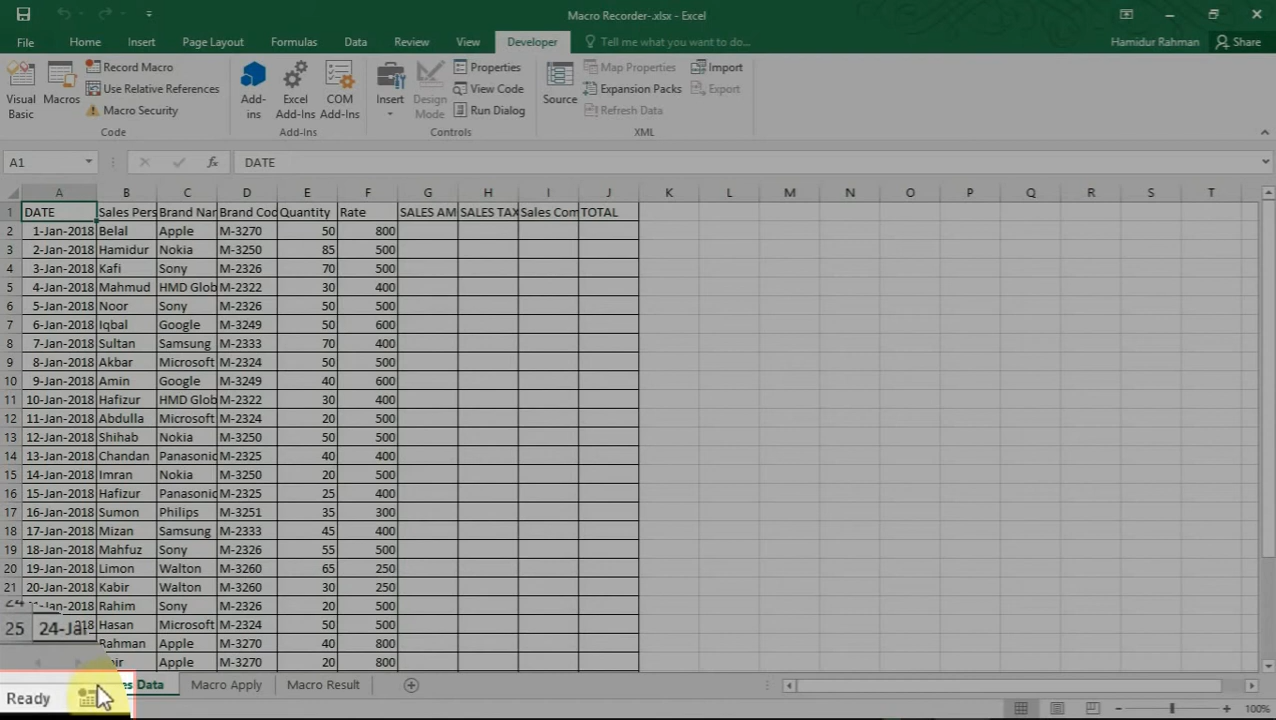 Macro Recorder-.xlsx - Excel
File Home Insert Page Layout Formulas Data Review View Developer Tell me what you want to do... Hamidur Rahman Share
Visual Basic
Macros
Record Macro
Use Relative References
Macro Security
Code
Add-ins
Excel Add-Ins
COM Add-Ins
Add-Ins
Insert
Design Mode
Properties
View Code
Run Dialog
Controls
Source
Map Properties
Expansion Packs
Refresh Data
Import
Export
XML
A1 fx DATE
A B C D E F G H I J K L M N O P Q R S T
1 DATE Sales Pers Brand Nar Brand Coc Quantity Rate SALES AM SALES TAX Sales Com TOTAL
2 1-Jan-2018 Belal Apple M-3270 50 800
3 2-Jan-2018 Hamidur Nokia M-3250 85 500
4 3-Jan-2018 Kafi Sony M-2326 70 500
5 4-Jan-2018 Mahmud HMD Glob M-2322 30 400
6 5-Jan-2018 Noor Sony M-2326 50 500
7 6-Jan-2018 Iqbal Google M-3249 50 600
8 7-Jan-2018 Sultan Samsung M-2333 70 400
9 8-Jan-2018 Akbar Microsoft M-2324 50 500
10 9-Jan-2018 Amin Google M-3249 40 600
11 10-Jan-2018 Hafizur HMD Glob M-2322 30 400
12 11-Jan-2018 Abdulla Microsoft M-2324 20 500
13 12-Jan-2018 Shihab Nokia M-3250 50 500
14 13-Jan-2018 Chandan Panasonic M-2325 40 400
15 14-Jan-2018 Imran Nokia M-3250 20 500
16 15-Jan-2018 Hafizur Panasonic M-2325 25 400
17 16-Jan-2018 Sumon Philips M-3251 35 300
18 17-Jan-2018 Mizan Samsung M-2333 45 400
19 18-Jan-2018 Mahfuz Sony M-2326 55 500
20 19-Jan-2018 Limon Walton M-3260 65 250
21 20-Jan-2018 Kabir Walton M-3260 30 250
24 -Jan-2018 Rahim Sony M-2326 20 500
25 24-Jan 018 Hasan Microsoft M-2324 50 500
Rahman Apple M-3270 40 800
Apple M-3270 20 800
Data Macro Apply Macro Result
Ready 100%